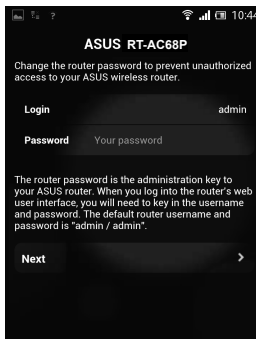 ?
10:44
ASUS RT-AC68P
Change the router password to prevent unauthorized
access to your ASUS wireless router.
Login admin
Password Your password
The router password is the administration key to
your ASUS router. When you log into the router's web
user interface, you will need to key in the username
and password. The default router username and
password is "admin / admin".
Next